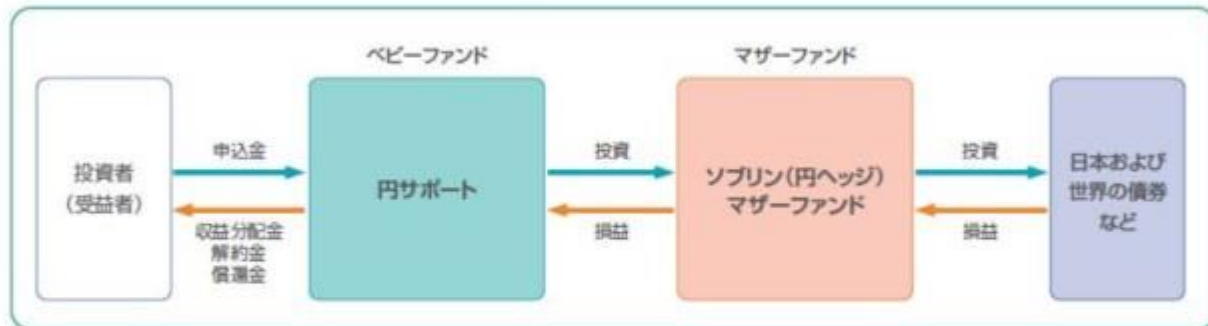 ベビーファンド
マザーファンド
投資者
（受益者）
申込金
収益分配金
解約金
償還金
円サポート
投資
損益
ソブリン（円ヘッジ）
マザーファンド
投資
損益
日本および
世界の債券
など